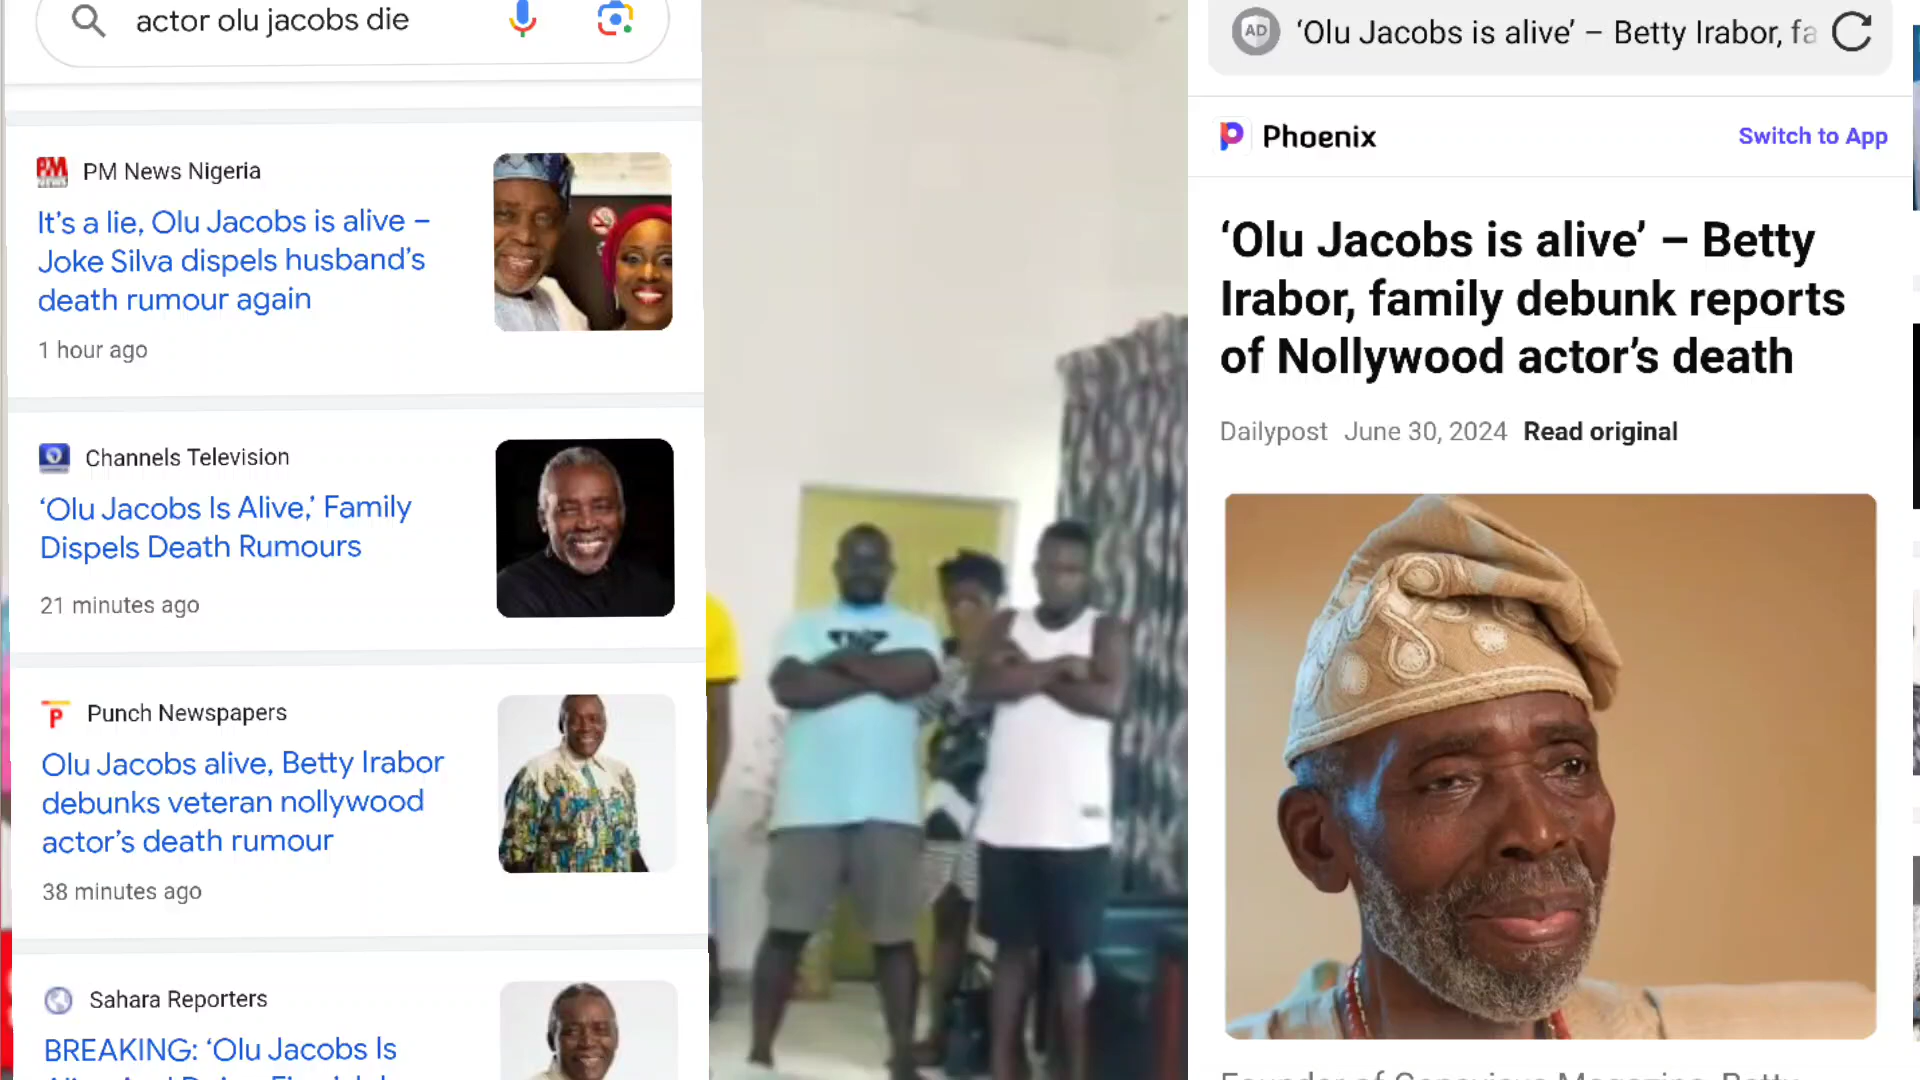 actor olu jacobs die
PM News Nigeria
It's a lie, Olu Jacobs is alive –
Joke Silva dispels husband's
death rumour again
1 hour ago
Channels Television
'Olu Jacobs Is Alive,' Family
Dispels Death Rumours
21 minutes ago
P
Punch Newspapers
Olu Jacobs alive, Betty Irabor
debunks veteran nollywood
actor's death rumour
38 minutes ago
Sahara Reporters
BREAKING: 'Olu Jacobs Is
AD
'Olu Jacobs is alive' – Betty Irabor, fa
Phoenix
Switch to App
'Olu Jacobs is alive' – Betty
Irabor, family debunk reports
of Nollywood actor's death
Dailypost June 30, 2024 Read original